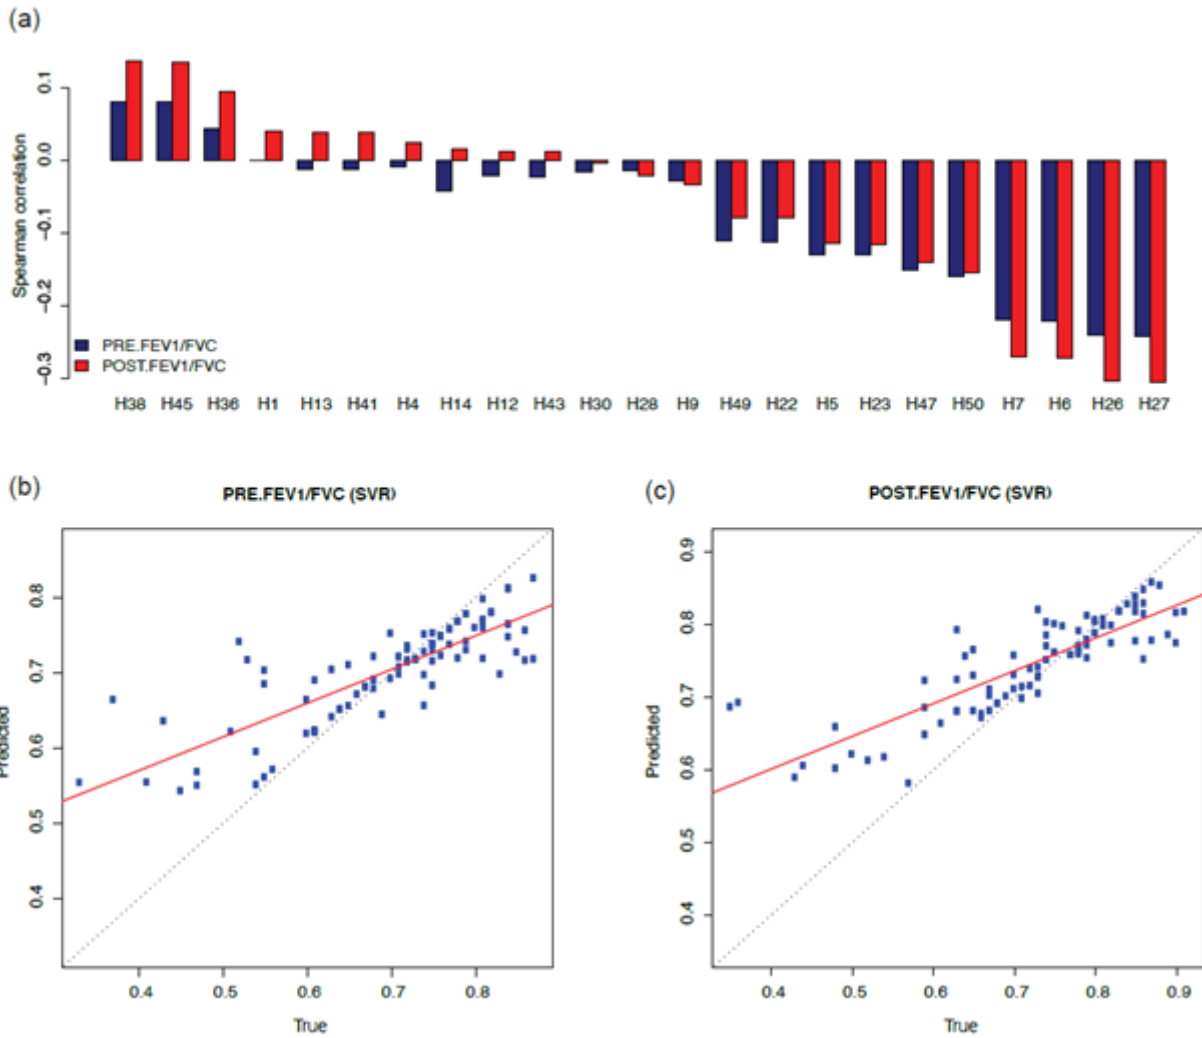 (a)
Spearman correlation
0.1
0.0
−0.1
−0.2
−0.3
PRE.FEV1/FVC
POST.FEV1/FVC
H38 H45 H36 H1 H13 H41 H4 H14 H12 H43 H30 H28 H9 H49 H22 H5 H23 H47 H50 H7 H6 H26 H27
(b)
PRE.FEV1/FVC (SVR)
Predicted
0.8
0.7
0.6
0.5
0.4
0.4 0.5 0.6 0.7 0.8
True
(c)
POST.FEV1/FVC (SVR)
Predicted
0.9
0.8
0.7
0.6
0.5
0.4
0.4 0.5 0.6 0.7 0.8 0.9
True